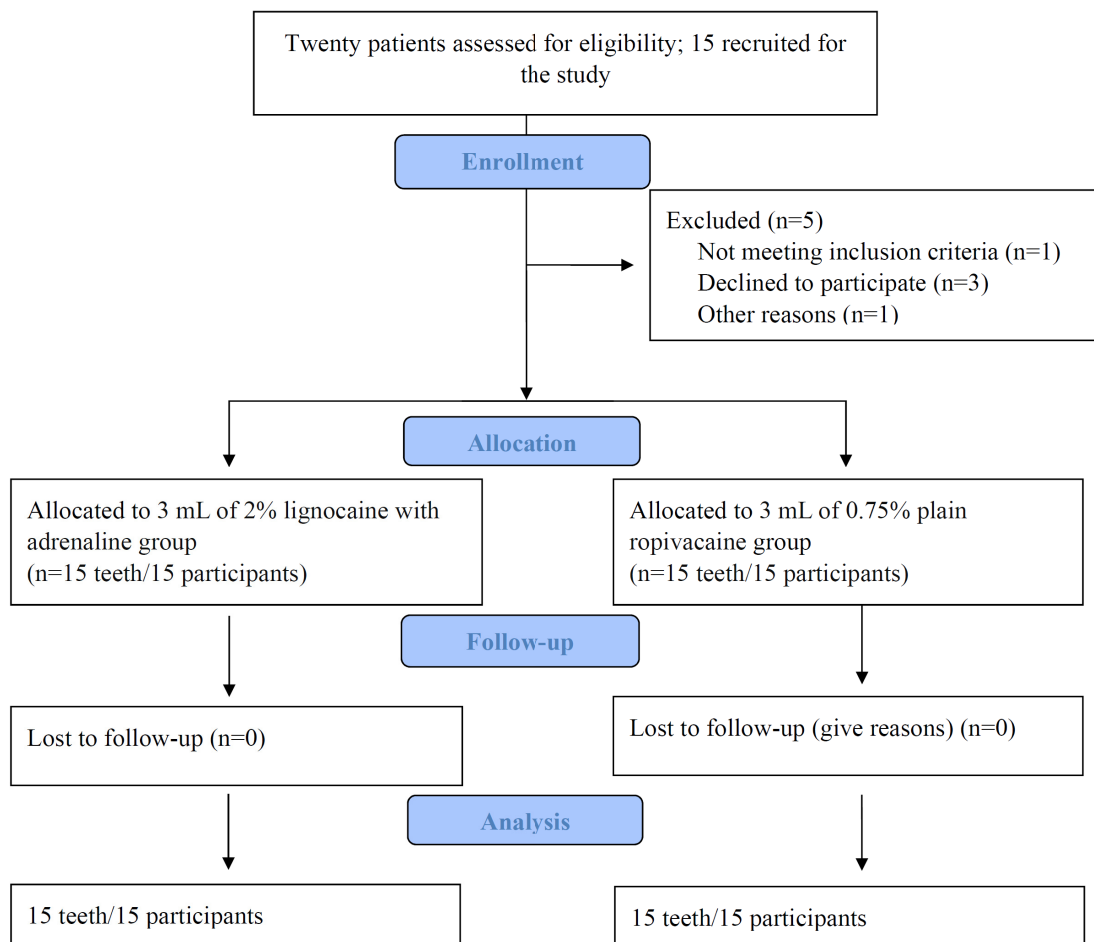 Twenty patients assessed for eligibility; 15 recruited for
the study
Enrollment
Excluded (n=5)
Not meeting inclusion criteria (n=1)
Declined to participate (n=3)
Other reasons (n=1)
Allocation
Allocated to 3 mL of 2% lignocaine with
adrenaline group
(n=15 teeth/15 participants)
Allocated to 3 mL of 0.75% plain
ropivacaine group
(n=15 teeth/15 participants)
Follow-up
Lost to follow-up (n=0)
Lost to follow-up (give reasons) (n=0)
Analysis
15 teeth/15 participants
15 teeth/15 participants